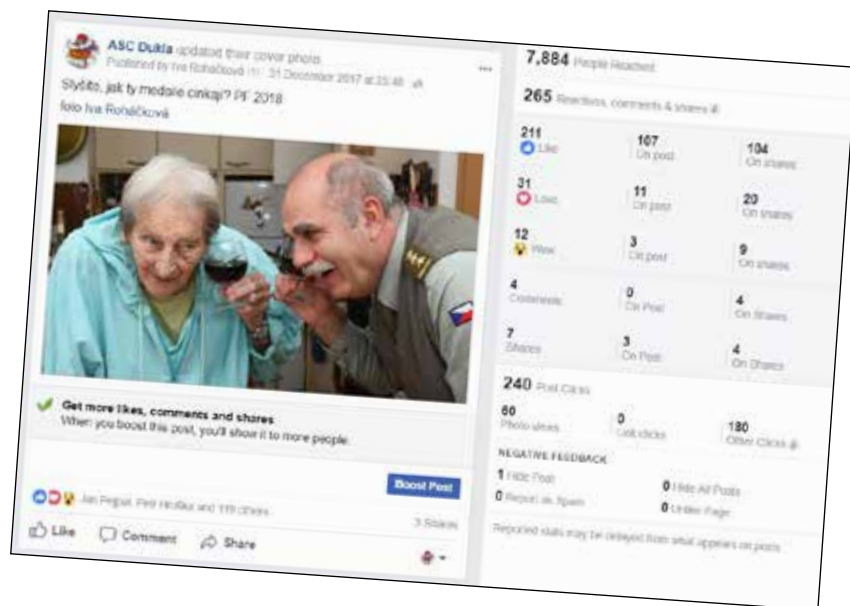 ASC Dukla updated their cover photo.
Published by Iva Roháčková · 31 December 2017 at 23:48
Slyšíte, jak ty medaile cinkají? PF 2018
foto Iva Roháčková
Get more likes, comments and shares
When you boost this post, you'll show it to more people.
Boost Post
and 119 others
3 Shares
Like Comment Share
7,884 People Reached
265 Reactions, comments & shares
211
Like
107
On post
104
On shares
31
Love
11
On post
20
On shares
12
Wow
3
On post
9
On shares
4
Comments
0
On Post
4
On Shares
7
Shares
3
On Post
4
On Shares
240 Post Clicks
60
Photo views
0
Link clicks
180
Other Clicks
NEGATIVE FEEDBACK
1 Hide Post
0 Hide All Posts
0 Report as Spam
0 Unlike Page
Reported stats may be delayed from what appears on posts